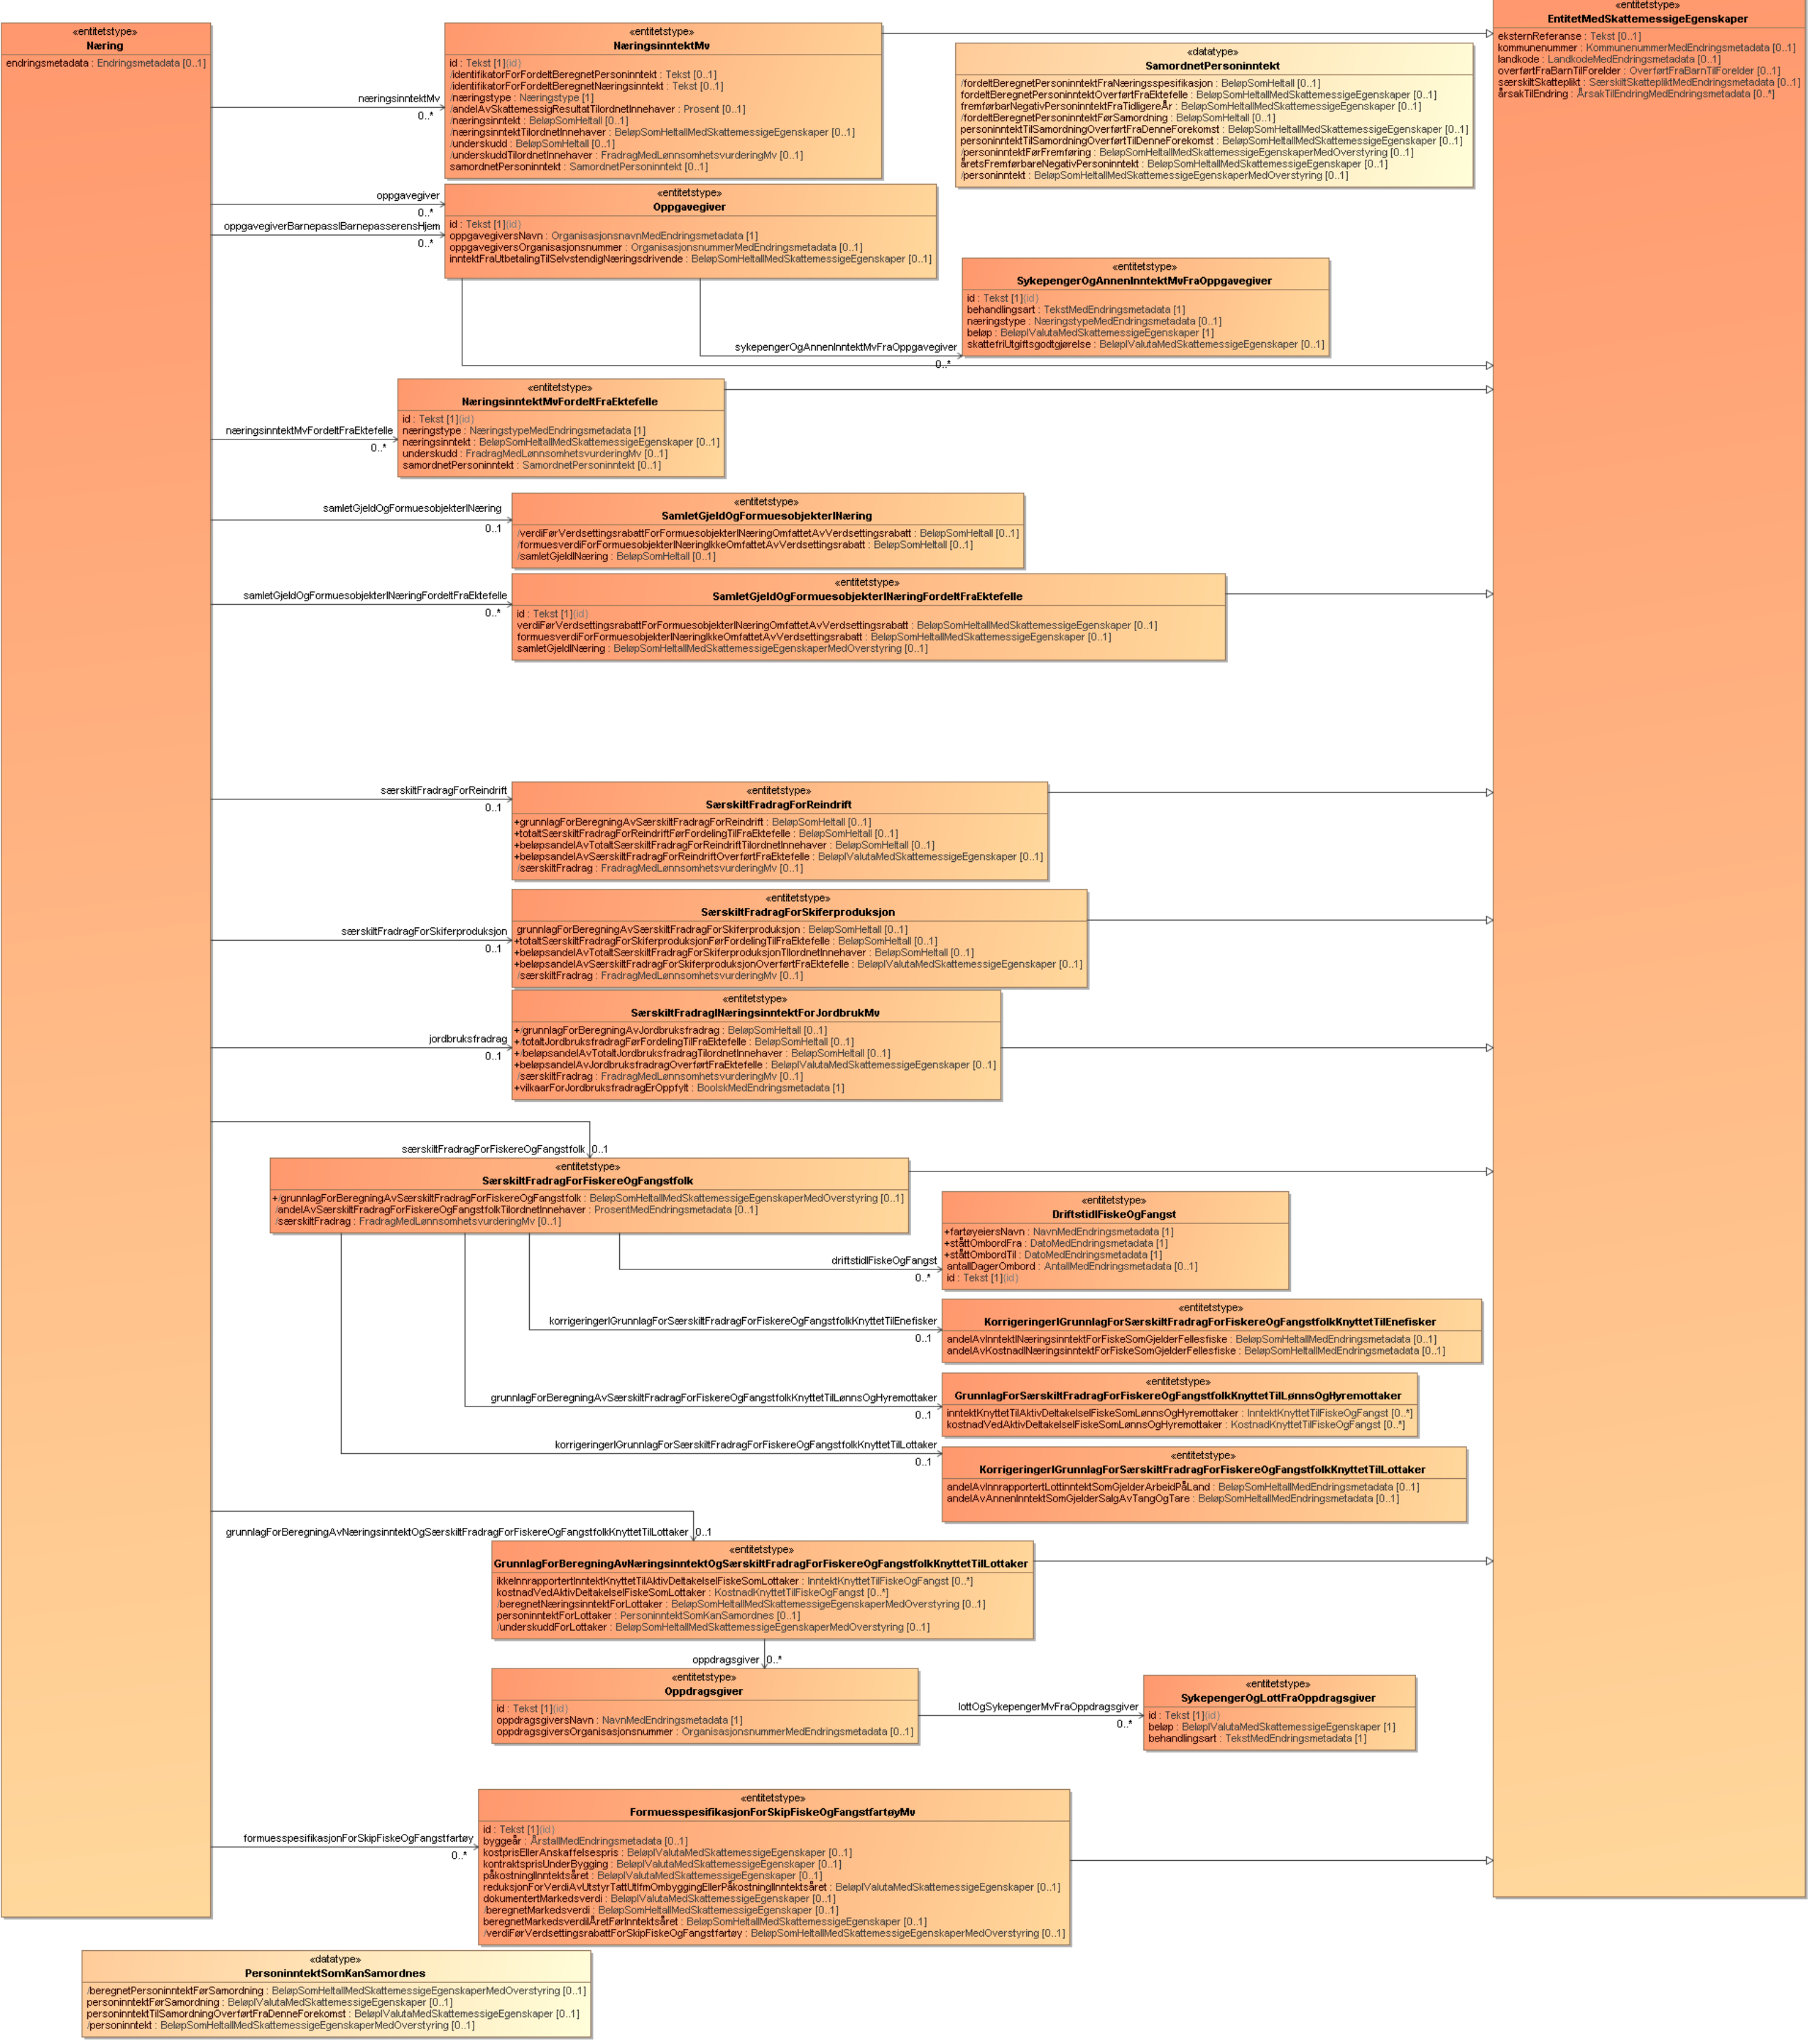 «entitetstype»
Næring
endringsmetadata : Endringsmetadata [0..1]
næringsinntektMv
0..*
«entitetstype»
NæringsinntektMv
id : Tekst [1]{id}
/identifikatorForFordeltBeregnetPersoninntekt : Tekst [0..1]
/identifikatorForFordeltBeregnetNæringsinntekt : Tekst [0..1]
/næringstype : Næringstype [1]
/andelAvSkattemessigResultatTilordnetInnehaver : Prosent [0..1]
/næringsinntekt : BeløpSomHeltall [0..1]
/næringsinntektTilordnetInnehaver : BeløpSomHeltallMedSkattemessigeEgenskaper [0..1]
/underskudd : BeløpSomHeltall [0..1]
/underskuddTilordnetInnehaver : FradragMedLønnsomhetsvurderingMv [0..1]
samordnetPersoninntekt : SamordnetPersoninntekt [0..1]
«datatype»
SamordnetPersoninntekt
/fordeltBeregnetPersoninntektFraNæringsspesifikasjon : BeløpSomHeltall [0..1]
fordeltBeregnetPersoninntektOverførtFraEktefelle : BeløpSomHeltallMedSkattemessigeEgenskaper [0..1]
fremførbarNegativPersoninntektFraTidligereÅr : BeløpSomHeltallMedSkattemessigeEgenskaper [0..1]
/fordeltBeregnetPersoninntektFørSamordning : BeløpSomHeltall [0..1]
personinntektTilSamordningOverførtFraDenneForekomst : BeløpSomHeltallMedSkattemessigeEgenskaper [0..1]
personinntektTilSamordningOverførtTilDenneForekomst : BeløpSomHeltallMedSkattemessigeEgenskaper [0..1]
/personinntektFørFremføring : BeløpSomHeltallMedSkattemessigeEgenskaperMedOverstyring [0..1]
åretsFremførbareNegativPersoninntekt : BeløpSomHeltallMedSkattemessigeEgenskaper [0..1]
/personinntekt : BeløpSomHeltallMedSkattemessigeEgenskaperMedOverstyring [0..1]
«entitetstype»
EntitetMedSkattemessigeEgenskaper
eksternReferanse : Tekst [0..1]
kommunenummer : KommunenummerMedEndringsmetadata [0..1]
landkode : LandkodeMedEndringsmetadata [0..1]
overførtFraBarnTilForelder : OverførtFraBarnTilForelder [0..1]
særskiltSkatteplikt : SærskiltSkattepliktMedEndringsmetadata [0..1]
årsakTilEndring : ÅrsakTilEndringMedEndringsmetadata [0..*]
oppgavegiver
0..*
oppgavegiverBarnepassIBarnepasserensHjem
0..*
«entitetstype»
Oppgavegiver
id : Tekst [1]{id}
oppgavegiversNavn : OrganisasjonsnavnMedEndringsmetadata [1]
oppgavegiversOrganisasjonsnummer : OrganisasjonsnummerMedEndringsmetadata [0..1]
inntektFraUtbetalingTilSelvstendigNæringsdrivende : BeløpSomHeltallMedSkattemessigeEgenskaper [0..1]
«entitetstype»
SykepengerOgAnnenInntektMvFraOppgavegiver
id : Tekst [1]{id}
behandlingsart : TekstMedEndringsmetadata [1]
næringstype : NæringstypeMedEndringsmetadata [0..1]
beløp : BeløpIValutaMedSkattemessigeEgenskaper [1]
skattefriUtgiftsgodtgjørelse : BeløpIValutaMedSkattemessigeEgenskaper [0..1]
sykepengerOgAnnenInntektMvFraOppgavegiver
0..*
næringsinntektMvFordeltFraEktefelle
0..*
«entitetstype»
NæringsinntektMvFordeltFraEktefelle
id : Tekst [1]{id}
næringstype : NæringstypeMedEndringsmetadata [1]
næringsinntekt : BeløpSomHeltallMedSkattemessigeEgenskaper [0..1]
underskudd : FradragMedLønnsomhetsvurderingMv [0..1]
samordnetPersoninntekt : SamordnetPersoninntekt [0..1]
samletGjeldOgFormuesobjekterINæring
0..1
«entitetstype»
SamletGjeldOgFormuesobjekterINæring
/verdiFørVerdsettingsrabattForFormuesobjekterINæringOmfattetAvVerdsettingsrabatt : BeløpSomHeltall [0..1]
/formuesverdiForFormuesobjekterINæringIkkeOmfattetAvVerdsettingsrabatt : BeløpSomHeltall [0..1]
/samletGjeldINæring : BeløpSomHeltall [0..1]
samletGjeldOgFormuesobjekterINæringFordeltFraEktefelle
0..*
«entitetstype»
SamletGjeldOgFormuesobjekterINæringFordeltFraEktefelle
id : Tekst [1]{id}
verdiFørVerdsettingsrabattForFormuesobjekterINæringOmfattetAvVerdsettingsrabatt : BeløpSomHeltallMedSkattemessigeEgenskaper [0..1]
formuesverdiForFormuesobjekterINæringIkkeOmfattetAvVerdsettingsrabatt : BeløpSomHeltallMedSkattemessigeEgenskaper [0..1]
samletGjeldINæring : BeløpSomHeltallMedSkattemessigeEgenskaperMedOverstyring [0..1]
særskiltFradragForReindrift
0..1
«entitetstype»
SærskiltFradragForReindrift
+grunnlagForBeregningAvSærskiltFradragForReindrift : BeløpSomHeltall [0..1]
+totaltSærskiltFradragForReindriftFørFordelingTilFraEktefelle : BeløpSomHeltall [0..1]
+beløpsandelAvTotaltSærskiltFradragForReindriftTilordnetInnehaver : BeløpSomHeltall [0..1]
+beløpsandelAvSærskiltFradragForReindriftOverførtFraEktefelle : BeløpIValutaMedSkattemessigeEgenskaper [0..1]
/særskiltFradrag : FradragMedLønnsomhetsvurderingMv [0..1]
særskiltFradragForSkiferproduksjon
0..1
«entitetstype»
SærskiltFradragForSkiferproduksjon
grunnlagForBeregningAvSærskiltFradragForSkiferproduksjon : BeløpSomHeltall [0..1]
+totaltSærskiltFradragForSkiferproduksjonFørFordelingTilFraEktefelle : BeløpSomHeltall [0..1]
+beløpsandelAvTotaltSærskiltFradragForSkiferproduksjonTilordnetInnehaver : BeløpSomHeltall [0..1]
+beløpsandelAvSærskiltFradragForSkiferproduksjonOverførtFraEktefelle : BeløpIValutaMedSkattemessigeEgenskaper [0..1]
/særskiltFradrag : FradragMedLønnsomhetsvurderingMv [0..1]
jordbruksfradrag
0..1
«entitetstype»
SærskiltFradragINæringsinntektForJordbrukMv
+/grunnlagForBeregningAvJordbruksfradrag : BeløpSomHeltall [0..1]
+/totaltJordbruksfradragFørFordelingTilFraEktefelle : BeløpSomHeltall [0..1]
+/beløpsandelAvTotaltJordbruksfradragTilordnetInnehaver : BeløpSomHeltall [0..1]
+beløpsandelAvJordbruksfradragOverførtFraEktefelle : BeløpIValutaMedSkattemessigeEgenskaper [0..1]
/særskiltFradrag : FradragMedLønnsomhetsvurderingMv [0..1]
+vilkaarForJordbruksfradragErOppfylt : BoolskMedEndringsmetadata [1]
særskiltFradragForFiskereOgFangstfolk
0..1
«entitetstype»
SærskiltFradragForFiskereOgFangstfolk
+/grunnlagForBeregningAvSærskiltFradragForFiskereOgFangstfolk : BeløpSomHeltallMedSkattemessigeEgenskaperMedOverstyring [0..1]
/andelAvSærskiltFradragForFiskereOgFangstfolkTilordnetInnehaver : ProsentMedEndringsmetadata [0..1]
/særskiltFradrag : FradragMedLønnsomhetsvurderingMv [0..1]
driftstidIFiskeOgFangst
0..*
«entitetstype»
DriftstidIFiskeOgFangst
+fartøyeiersNavn : NavnMedEndringsmetadata [1]
+ståttOmbordFra : DatoMedEndringsmetadata [1]
+ståttOmbordTil : DatoMedEndringsmetadata [1]
antallDagerOmbord : AntallMedEndringsmetadata [0..1]
id : Tekst [1]{id}
korrigeringerIGrunnlagForSærskiltFradragForFiskereOgFangstfolkKnyttetTilEnefisker
0..1
«entitetstype»
KorrigeringerIGrunnlagForSærskiltFradragForFiskereOgFangstfolkKnyttetTilEnefisker
andelAvInntektINæringsinntektForFiskeSomGjelderFellesfiske : BeløpSomHeltallMedEndringsmetadata [0..1]
andelAvKostnadINæringsinntektForFiskeSomGjelderFellesfiske : BeløpSomHeltallMedEndringsmetadata [0..1]
grunnlagForBeregningAvSærskiltFradragForFiskereOgFangstfolkKnyttetTilLønnsOgHyremottaker
0..1
«entitetstype»
GrunnlagForSærskiltFradragForFiskereOgFangstfolkKnyttetTilLønnsOgHyremottaker
inntektKnyttetTilAktivDeltakelseIFiskeSomLønnsOgHyremottaker : InntektKnyttetTilFiskeOgFangst [0..*]
kostnadVedAktivDeltakelseIFiskeSomLønnsOgHyremottaker : KostnadKnyttetTilFiskeOgFangst [0..*]
korrigeringerIGrunnlagForSærskiltFradragForFiskereOgFangstfolkKnyttetTilLottaker
0..1
«entitetstype»
KorrigeringerIGrunnlagForSærskiltFradragForFiskereOgFangstfolkKnyttetTilLottaker
andelAvInnrapportertLottinntektSomGjelderArbeidPåLand : BeløpSomHeltallMedEndringsmetadata [0..1]
andelAvAnnenInntektSomGjelderSalgAvTangOgTare : BeløpSomHeltallMedEndringsmetadata [0..1]
grunnlagForBeregningAvNæringsinntektOgSærskiltFradragForFiskereOgFangstfolkKnyttetTilLottaker
0..1
«entitetstype»
GrunnlagForBeregningAvNæringsinntektOgSærskiltFradragForFiskereOgFangstfolkKnyttetTilLottaker
ikkeInnrapportertInntektKnyttetTilAktivDeltakelseIFiskeSomLottaker : InntektKnyttetTilFiskeOgFangst [0..*]
kostnadVedAktivDeltakelseIFiskeSomLottaker : KostnadKnyttetTilFiskeOgFangst [0..*]
/beregnetNæringsinntektForLottaker : BeløpSomHeltallMedSkattemessigeEgenskaperMedOverstyring [0..1]
personinntektForLottaker : PersoninntektSomKanSamordnes [0..1]
/underskuddForLottaker : BeløpSomHeltallMedSkattemessigeEgenskaperMedOverstyring [0..1]
oppdragsgiver
0..*
«entitetstype»
Oppdragsgiver
id : Tekst [1]{id}
oppdragsgiversNavn : NavnMedEndringsmetadata [1]
oppdragsgiversOrganisasjonsnummer : OrganisasjonsnummerMedEndringsmetadata [0..1]
lottOgSykepengerMvFraOppdragsgiver
0..*
«entitetstype»
SykepengerOgLottFraOppdragsgiver
id : Tekst [1]{id}
beløp : BeløpIValutaMedSkattemessigeEgenskaper [1]
behandlingsart : TekstMedEndringsmetadata [1]
formuesspesifikasjonForSkipFiskeOgFangstfartøy
0..*
«entitetstype»
FormuesspesifikasjonForSkipFiskeOgFangstfartøyMv
id : Tekst [1]{id}
byggeår : ÅrstallMedEndringsmetadata [0..1]
kostprisEllerAnskaffelsespris : BeløpIValutaMedSkattemessigeEgenskaper [0..1]
kontraktsprisUnderBygging : BeløpIValutaMedSkattemessigeEgenskaper [0..1]
påkostningIInntektsåret : BeløpIValutaMedSkattemessigeEgenskaper [0..1]
reduksjonForVerdiAvUtstyrTattUtIfmOmbyggingEllerPåkostningIInntektsåret : BeløpIValutaMedSkattemessigeEgenskaper [0..1]
dokumentertMarkedsverdi : BeløpIValutaMedSkattemessigeEgenskaper [0..1]
/beregnetMarkedsverdi : BeløpSomHeltallMedSkattemessigeEgenskaper [0..1]
beregnetMarkedsverdiIÅretFørInntektsåret : BeløpSomHeltallMedSkattemessigeEgenskaper [0..1]
/verdiFørVerdsettingsrabattForSkipFiskeOgFangstfartøy : BeløpSomHeltallMedSkattemessigeEgenskaperMedOverstyring [0..1]
«datatype»
PersoninntektSomKanSamordnes
/beregnetPersoninntektFørSamordning : BeløpSomHeltallMedSkattemessigeEgenskaperMedOverstyring [0..1]
personinntektFørSamordning : BeløpIValutaMedSkattemessigeEgenskaper [0..1]
personinntektTilSamordningOverførtFraDenneForekomst : BeløpIValutaMedSkattemessigeEgenskaper [0..1]
/personinntekt : BeløpSomHeltallMedSkattemessigeEgenskaperMedOverstyring [0..1]